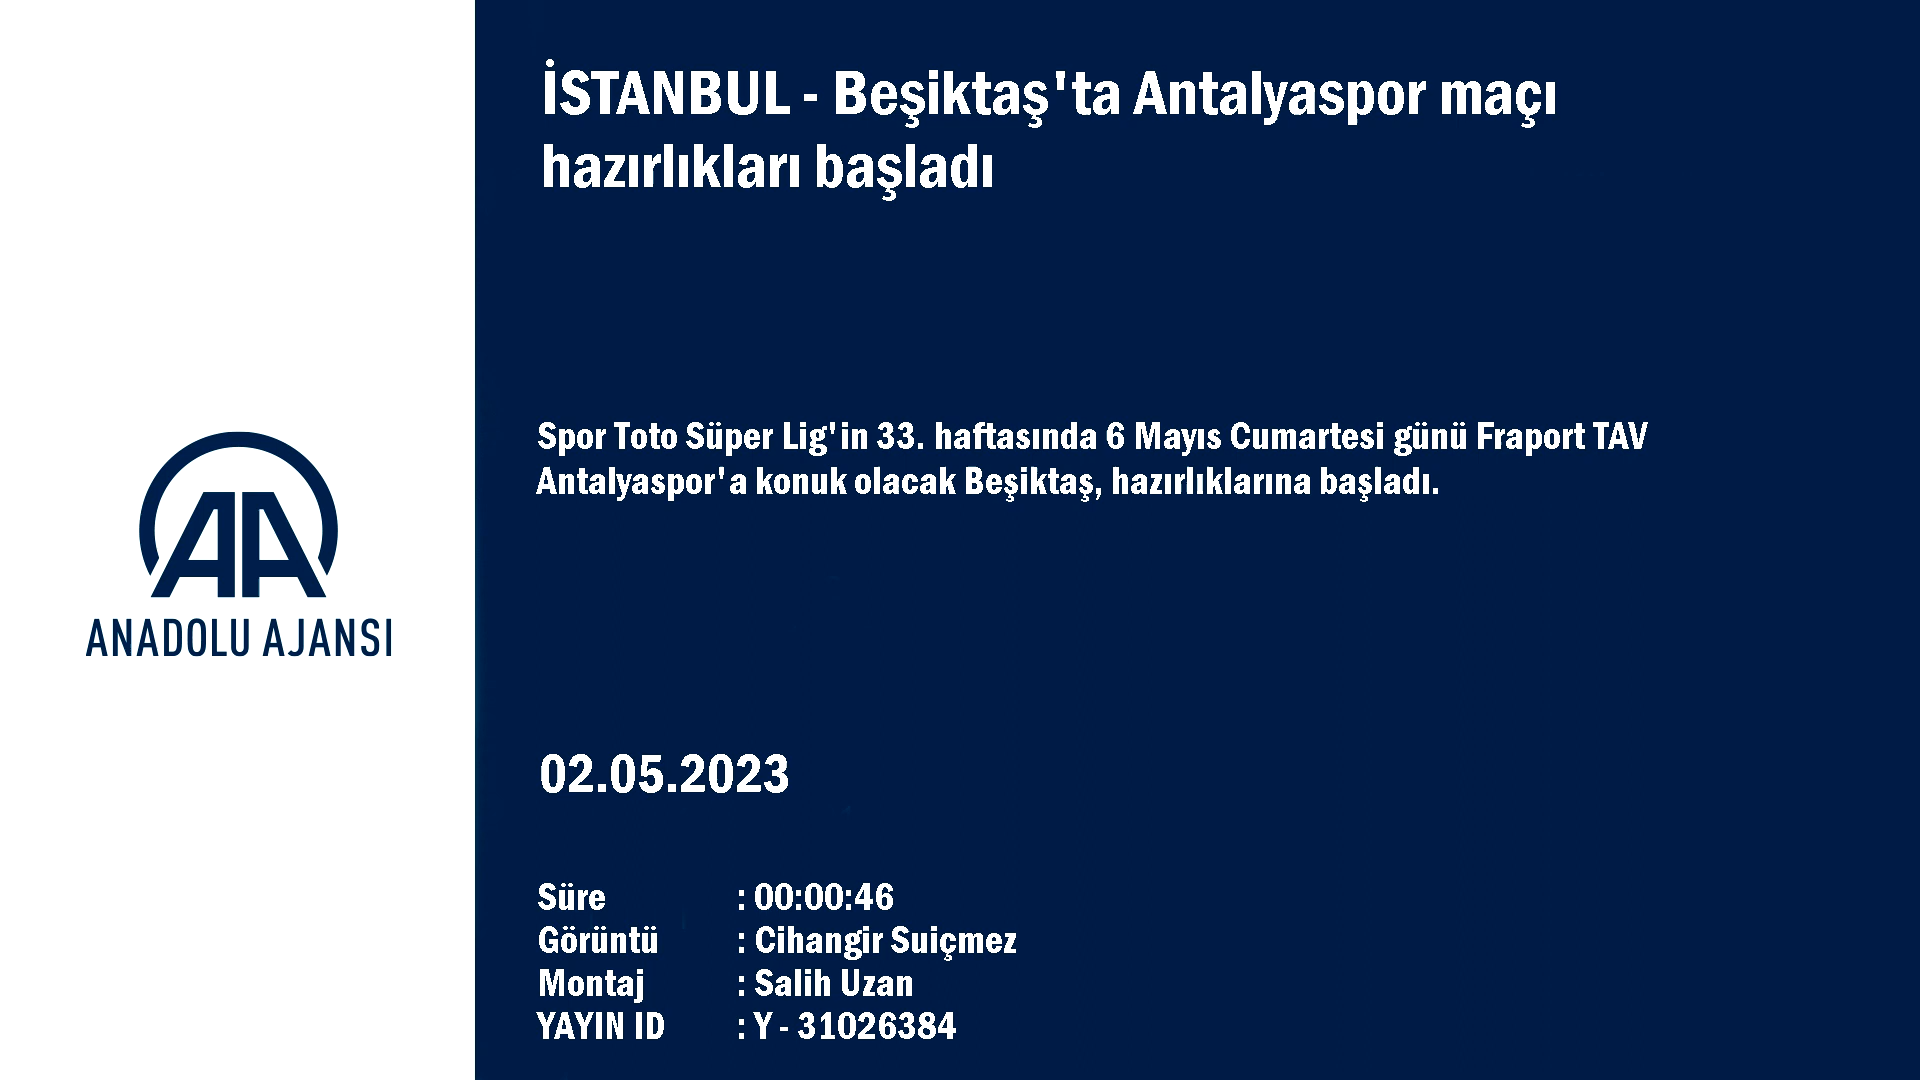 İSTANBUL - Beşiktaş'ta Antalyaspor maçı
hazırlıkları başladı
Spor Toto Süper Lig'in 33. haftasında 6 Mayıs Cumartesi günü Fraport TAV
Antalyaspor'a konuk olacak Beşiktaş, hazırlıklarına başladı.
AA
ANADOLU AJANSI
02.05.2023
Süre : 00:00:46
Görüntü : Cihangir Suiçmez
Montaj : Salih Uzan
YAYIN ID : Y - 31026384